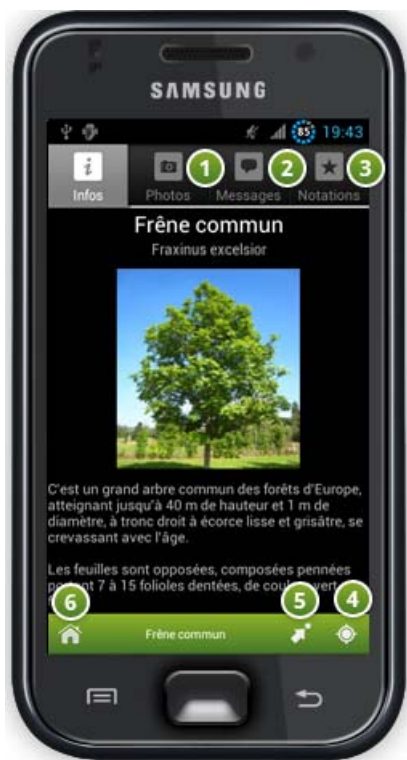 SAMSUNG
85 19:43
i
1 2 3
Infos Photos Messages Notations
Frêne commun
Fraxinus excelsior
C'est un grand arbre commun des forêts d'Europe,
atteignant jusqu'à 40 m de hauteur et 1 m de
diamètre, à tronc droit à écorce lisse et grisâtre, se
crevassant avec l'âge.
Les feuilles sont opposées, composées pennées
7 à 15 folioles dentées, de
6 5 4
Frêne commun